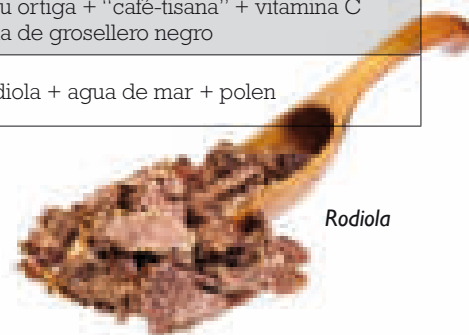 u ortiga + “café-tisana” + vitamina C
a de grosellero negro
diola + agua de mar + polen
Rodiola